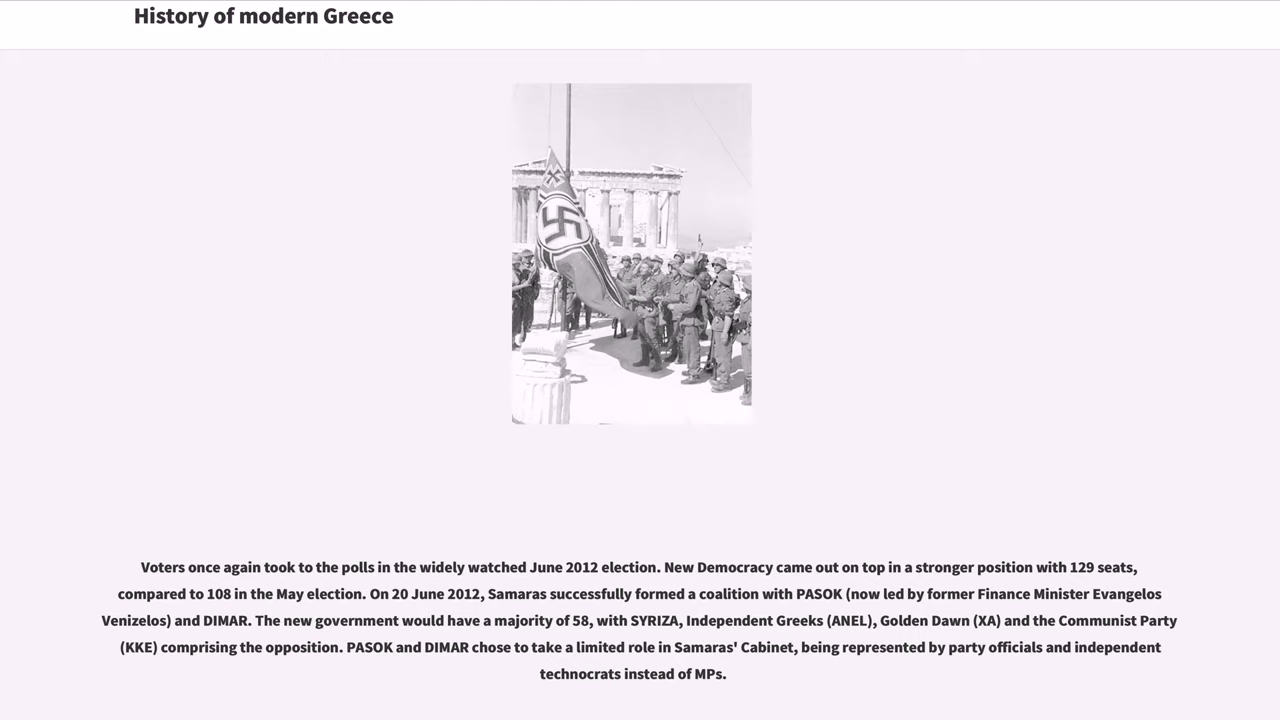 History of modern Greece
Voters once again took to the polls in the widely watched June 2012 election. New Democracy came out on top in a stronger position with 129 seats,
compared to 108 in the May election. On 20 June 2012, Samaras successfully formed a coalition with PASOK (now led by former Finance Minister Evangelos
Venizelos) and DIMAR. The new government would have a majority of 58, with SYRIZA, Independent Greeks (ANEL), Golden Dawn (XA) and the Communist Party
(KKE) comprising the opposition. PASOK and DIMAR chose to take a limited role in Samaras' Cabinet, being represented by party officials and independent
technocrats instead of MPs.